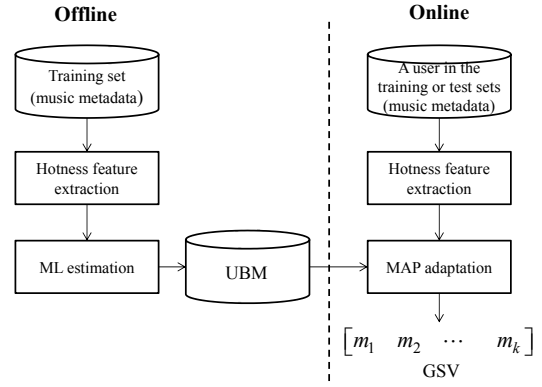 Offline
Training set
(music metadata)
Hotness feature
extraction
ML estimation
UBM
Online
A user in the
training or test sets
(music metadata)
Hotness feature
extraction
MAP adaptation
[m₁ m₂ ⋯ mₖ]
GSV